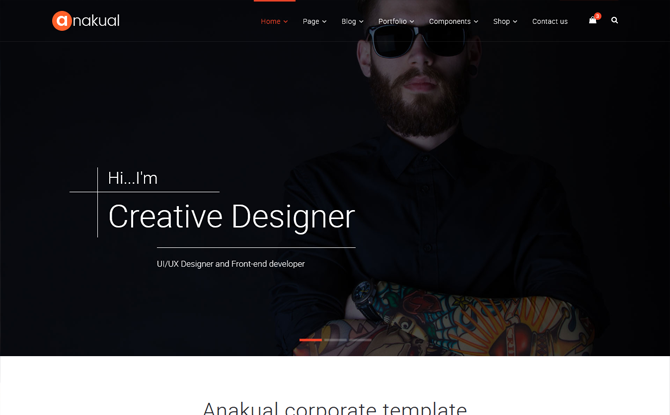 anakual
Home Page Blog Portfolio Components Shop Contact us
Hi...I'm
Creative Designer
UI/UX Designer and Front-end developer
Anakual corporate template